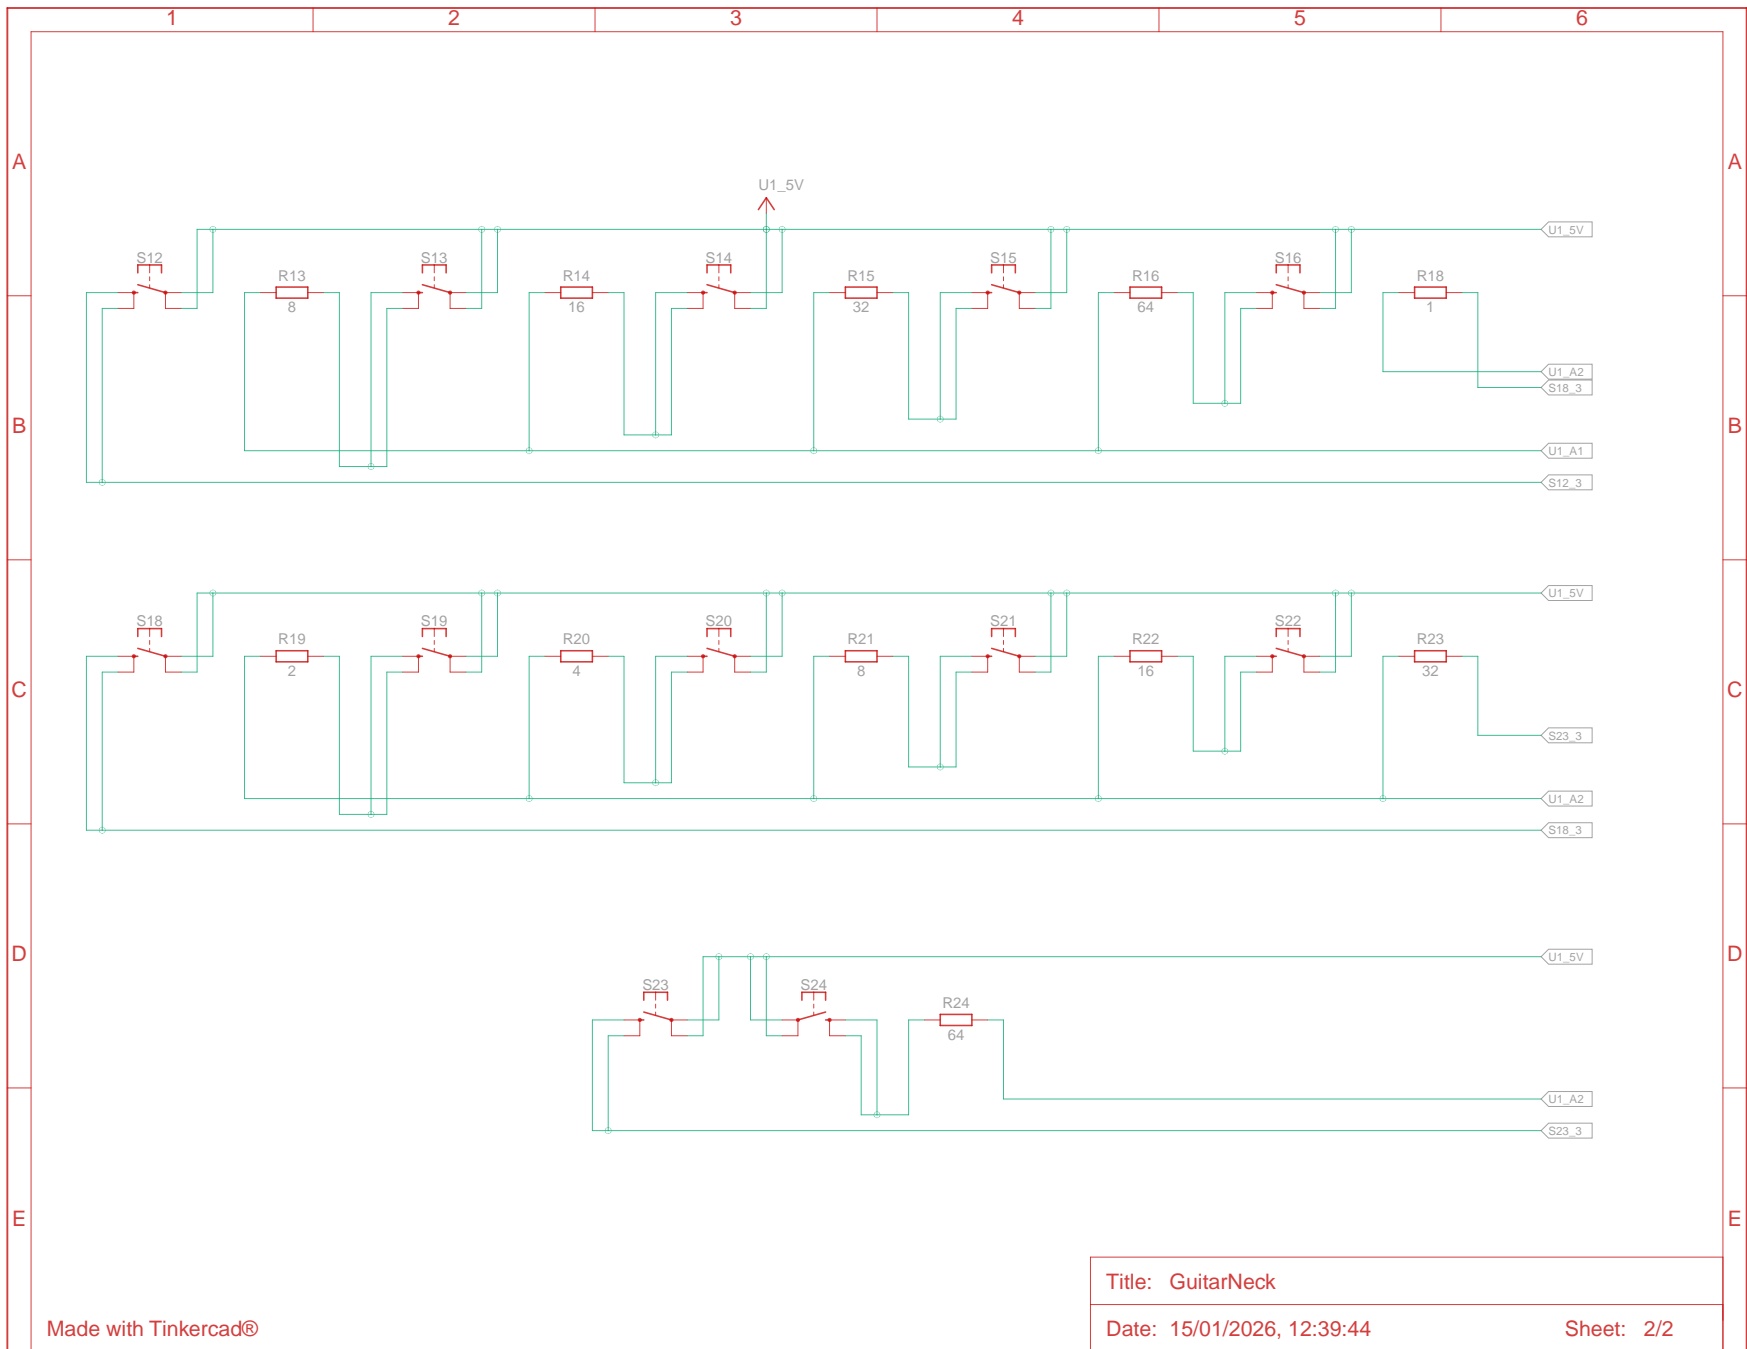 1 2 3 4 5 6
A A
U1_5V
U1_5V
S12 S13 S14 S15 S16
R13 R14 R15 R16 R18
8 16 32 64 1
U1_A2
S18_3
B B
U1_A1
S12_3
C C
U1_5V
S18 S19 S20 S21 S22
R19 R20 R21 R22 R23
2 4 8 16 32
S23_3
U1_A2
S18_3
D D
U1_5V
S23 S24
R24
64
U1_A2
S23_3
E E
Title: GuitarNeck
Made with Tinkercad®
Date: 15/01/2026, 12:39:44 Sheet: 2/2